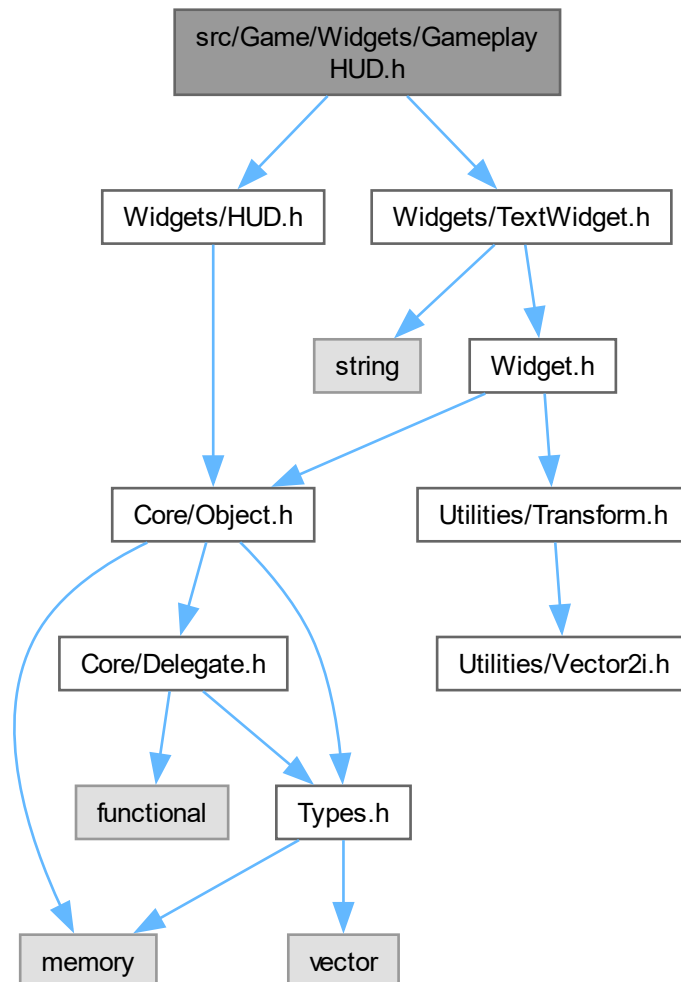 src/Game/Widgets/Gameplay
HUD.h
Widgets/HUD.h
Widgets/TextWidget.h
string
Widget.h
Core/Object.h
Utilities/Transform.h
Core/Delegate.h
Utilities/Vector2i.h
functional
Types.h
memory
vector